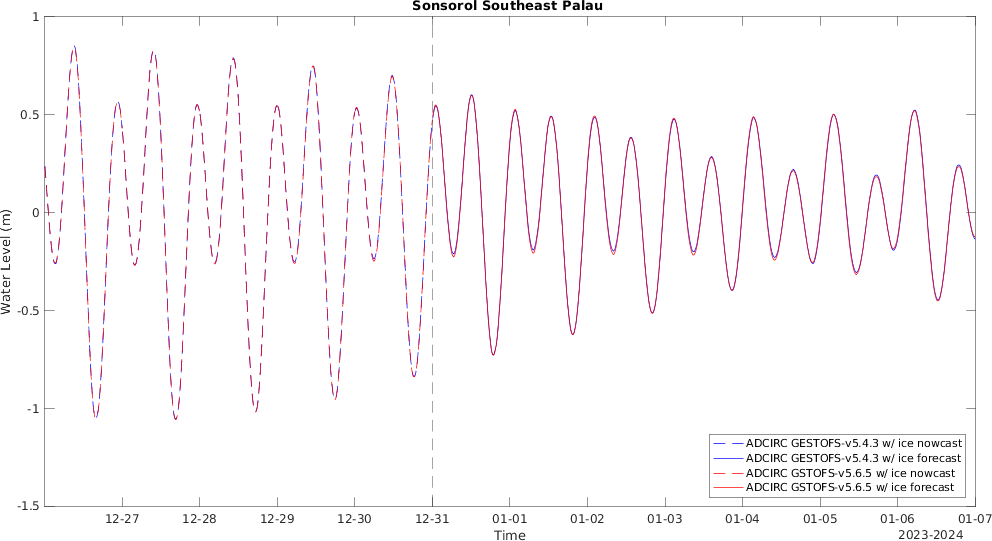 Sonsorol Southeast Palau
1
0.5
0
-0.5
-1
-1.5
Water Level (m)
ADCIRC GESTOFS-v5.4.3 w/ ice nowcast
ADCIRC GESTOFS-v5.4.3 w/ ice forecast
ADCIRC GSTOFS-v5.6.5 w/ ice nowcast
ADCIRC GSTOFS-v5.6.5 w/ ice forecast
12-27 12-28 12-29 12-30 12-31 01-01 01-02 01-03 01-04 01-05 01-06 01-07
Time
2023-2024